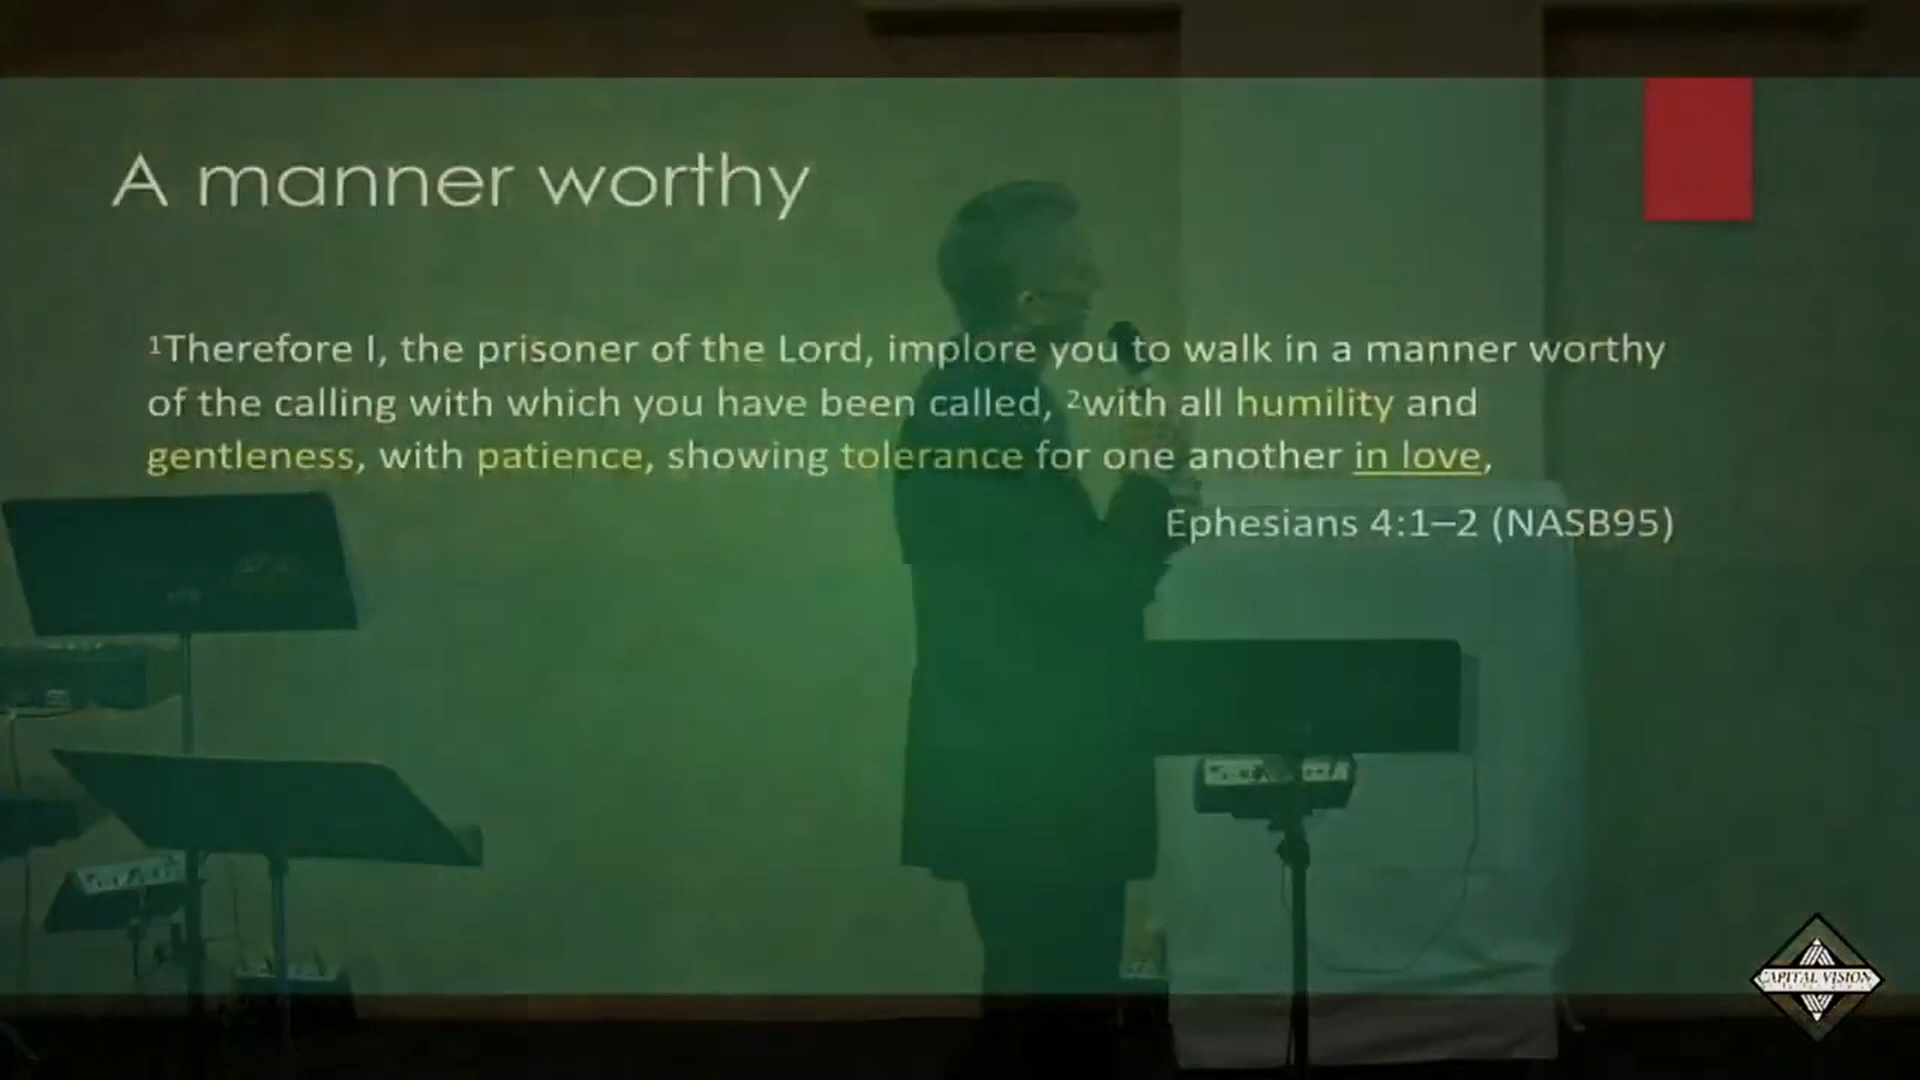 A manner worthy
¹Therefore I, the prisoner of the Lord, implore you to walk in a manner worthy
of the calling with which you have been called, ²with all humility and
gentleness, with patience, showing tolerance for one another in love,
Ephesians 4:1–2 (NASB95)
CAPITAL VISION